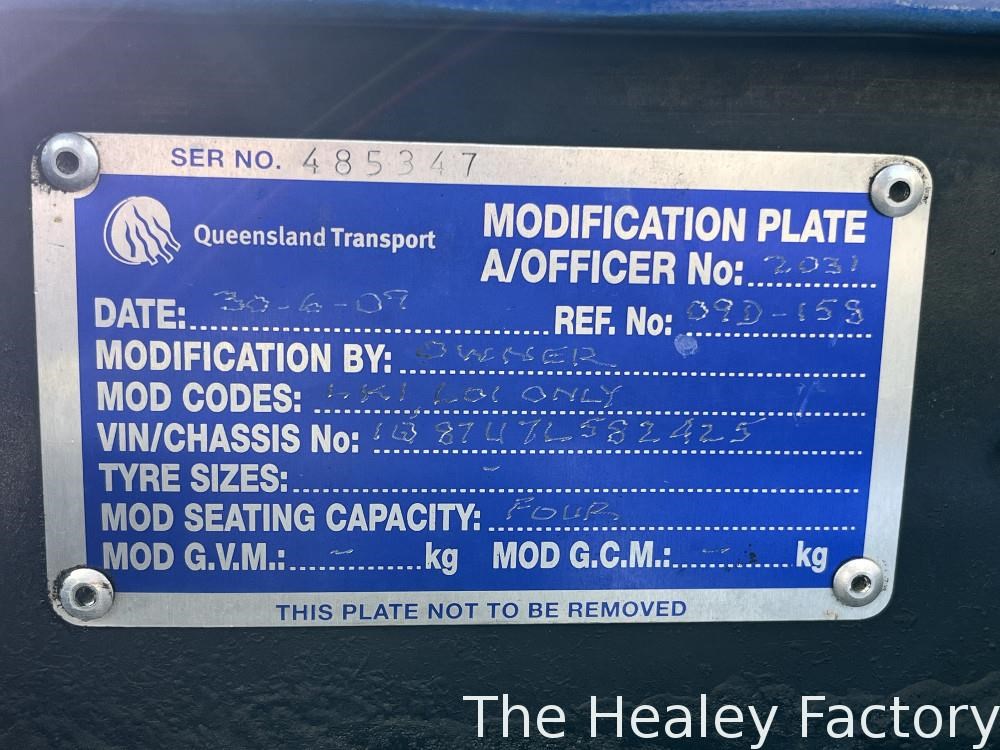 SER NO. 485347
Queensland Transport
MODIFICATION PLATE
A/OFFICER No: 2031
DATE: 30-6-09
REF. No: 09D-158
MODIFICATION BY: OWNER
MOD CODES: LK1, LO1 ONLY
VIN/CHASSIS No: 1Q87U7L582425
TYRE SIZES: -
MOD SEATING CAPACITY: FOUR
MOD G.V.M.: - kg MOD G.C.M.: - kg
THIS PLATE NOT TO BE REMOVED
The Healey Factory